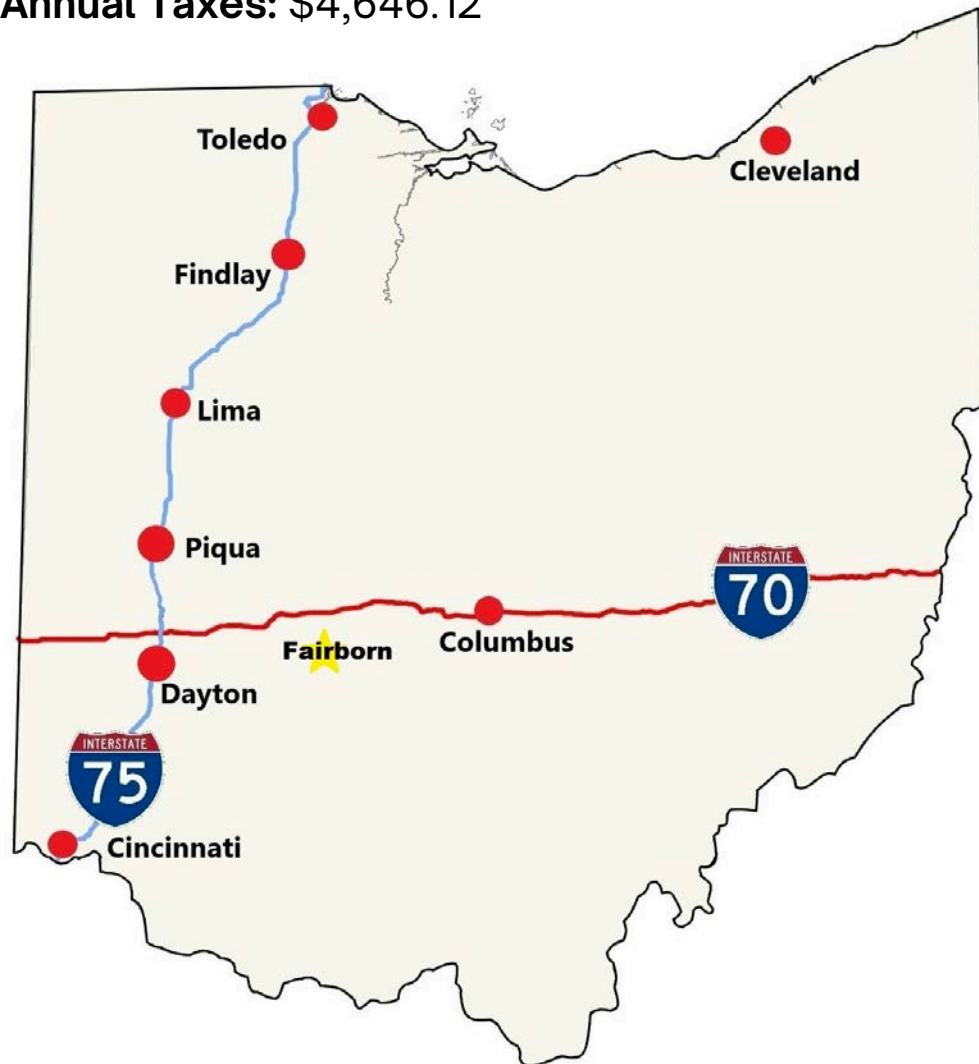 Annual Taxes: $4,646.12
Toledo
Cleveland
Findlay
Lima
Piqua
INTERSTATE
70
Columbus
Fairborn
Dayton
INTERSTATE
75
Cincinnati